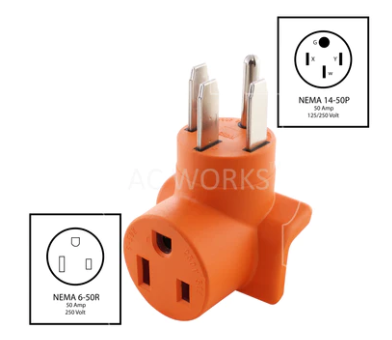 G
X Y
W
NEMA 14-50P
50 Amp
125/250 Volt
AC WORKS
NEMA 6-50R
50 Amp
250 Volt